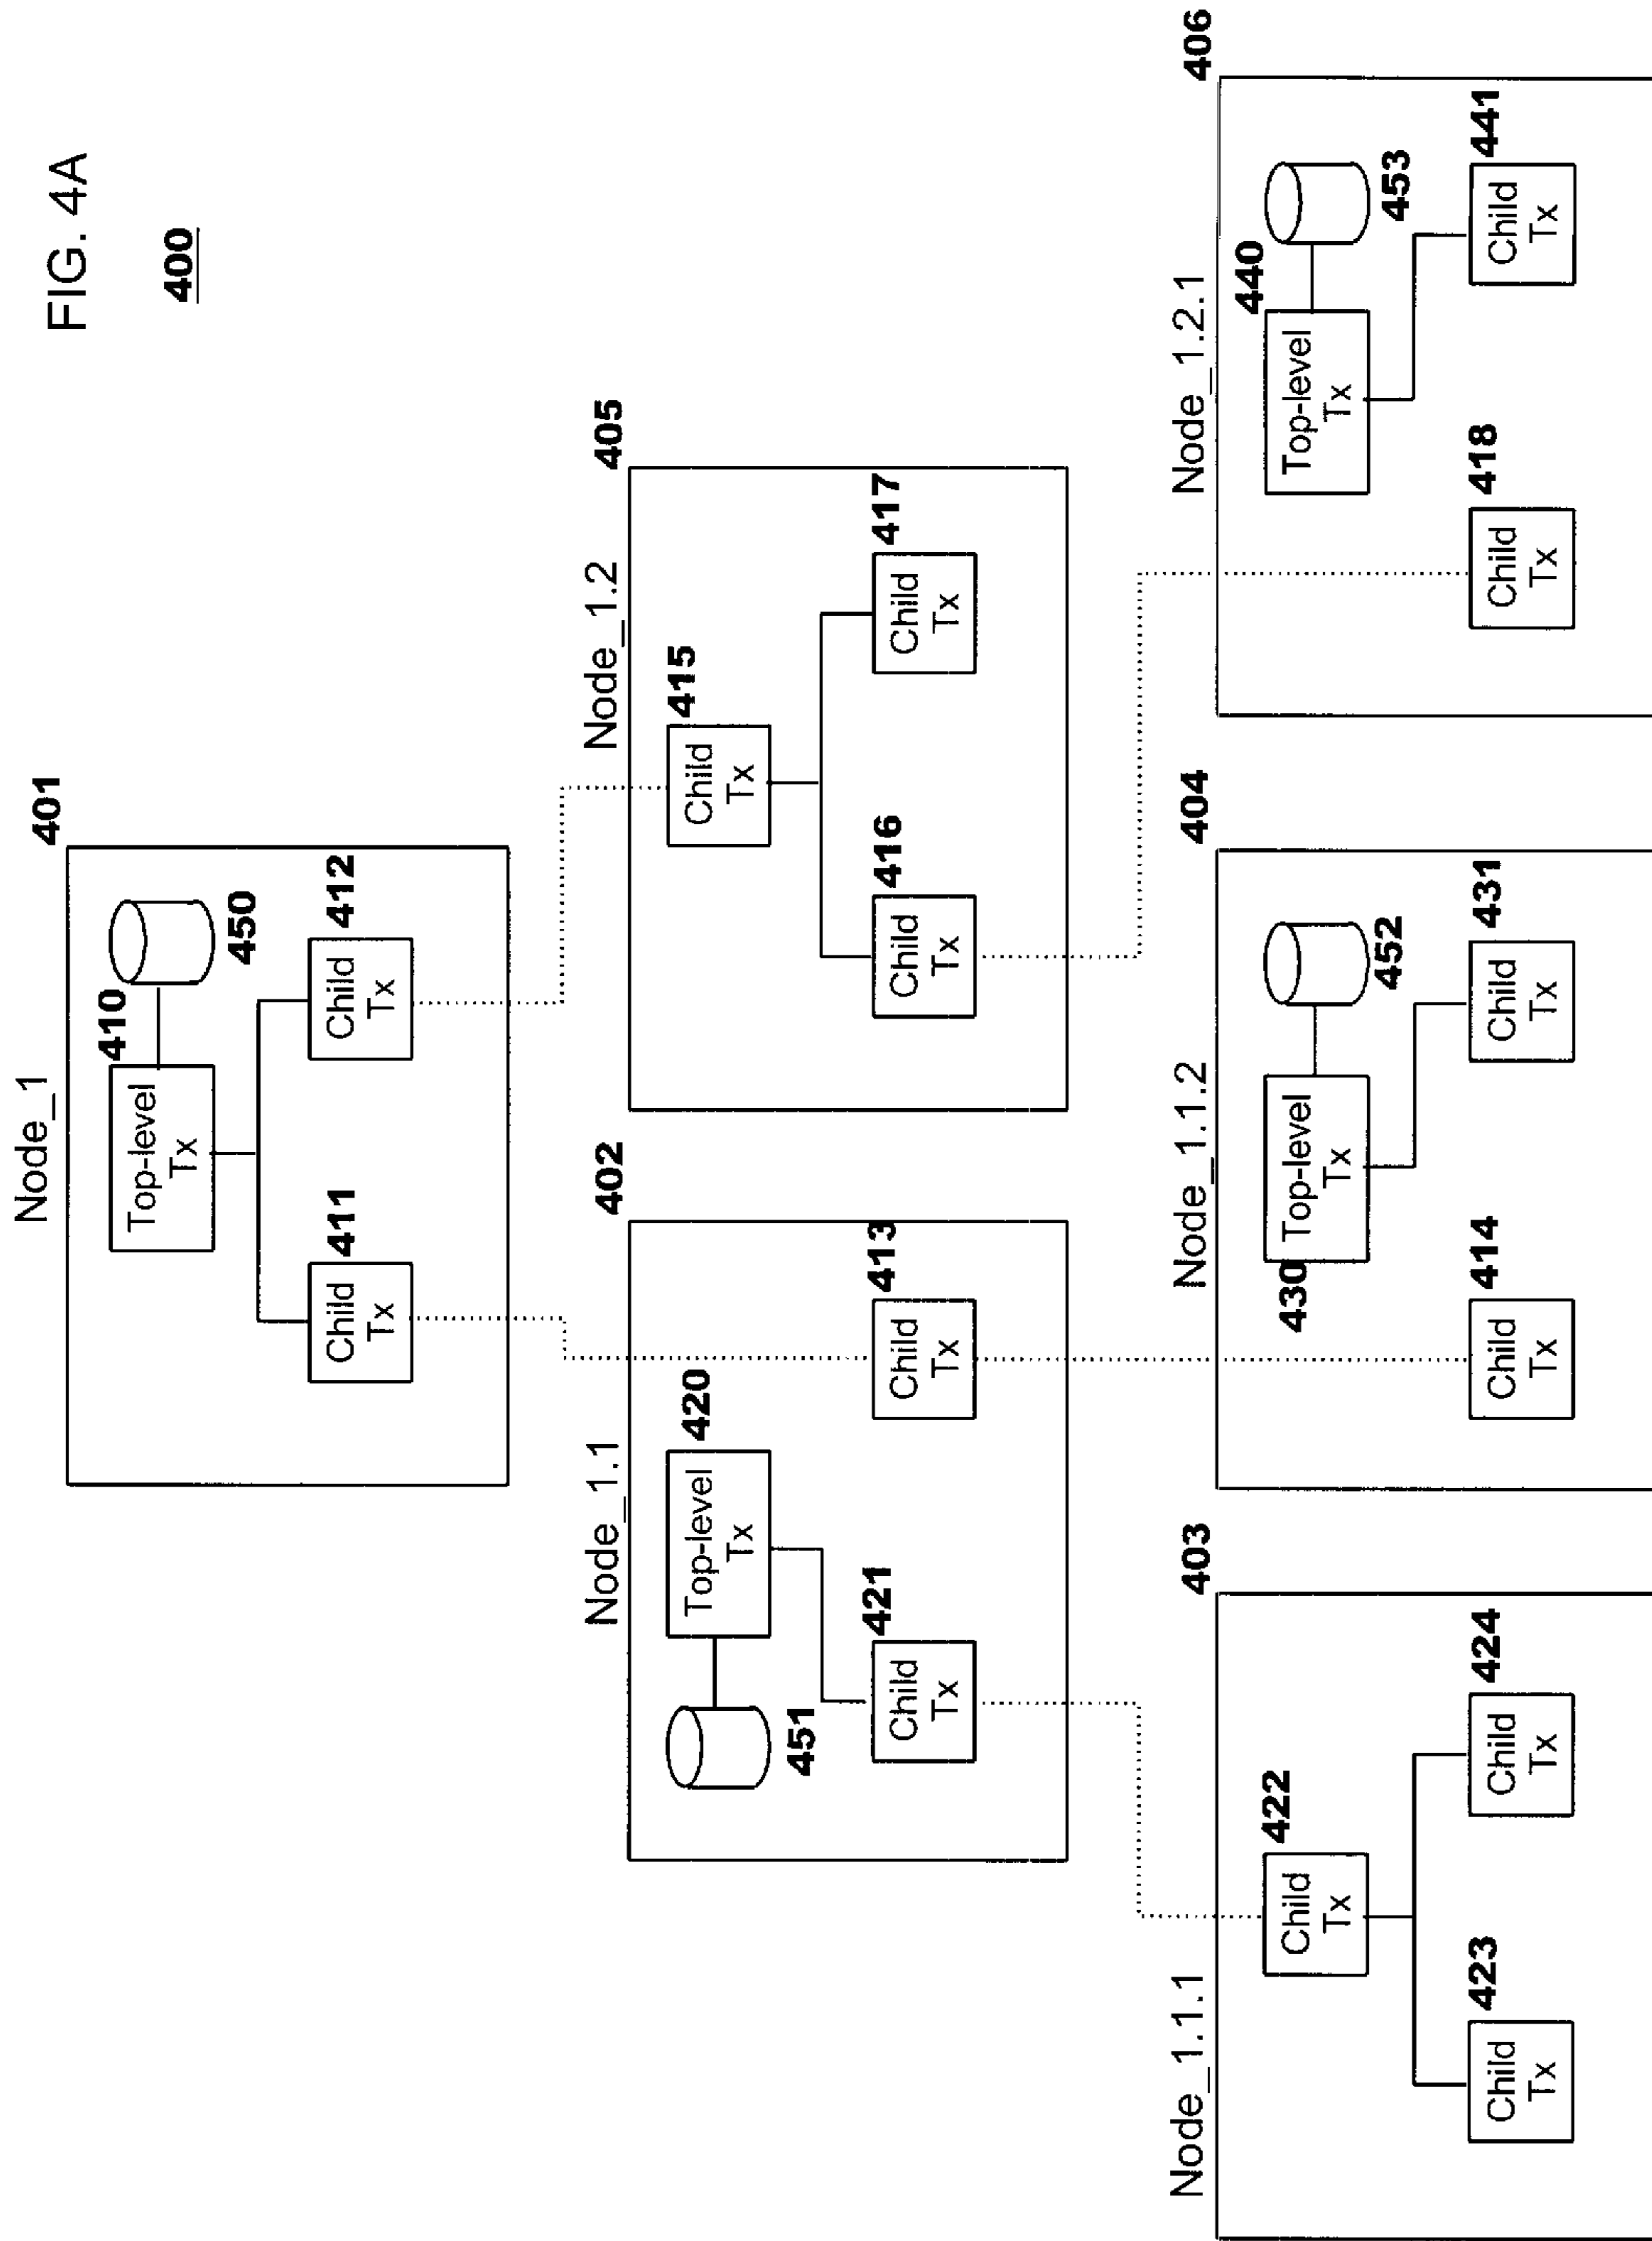 FIG. 4A
400
Node_1
401
410
Top-level
Tx
450
411
Child
Tx
412
Child
Tx
Node_1.1
402
420
Top-level
Tx
451
421
Child
Tx
413
Child
Tx
Node_1.2
405
415
Child
Tx
416
Child
Tx
417
Child
Tx
Node_1.1.1
403
422
Child
Tx
423
Child
Tx
424
Child
Tx
Node_1.1.2
404
430
Top-level
Tx
452
414
Child
Tx
431
Child
Tx
Node_1.2.1
406
440
Top-level
Tx
453
418
Child
Tx
441
Child
Tx